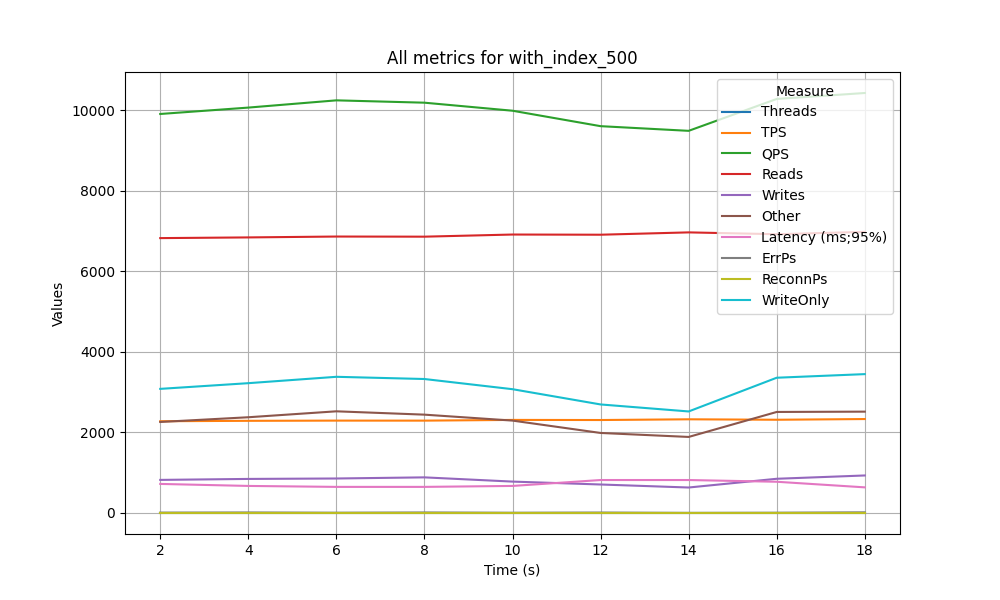 All metrics for with_index_500
Values
10000
8000
6000
4000
2000
0
2 4 6 8 10 12 14 16 18
Time (s)
Measure
Threads
TPS
QPS
Reads
Writes
Other
Latency (ms;95%)
ErrPs
ReconnPs
WriteOnly